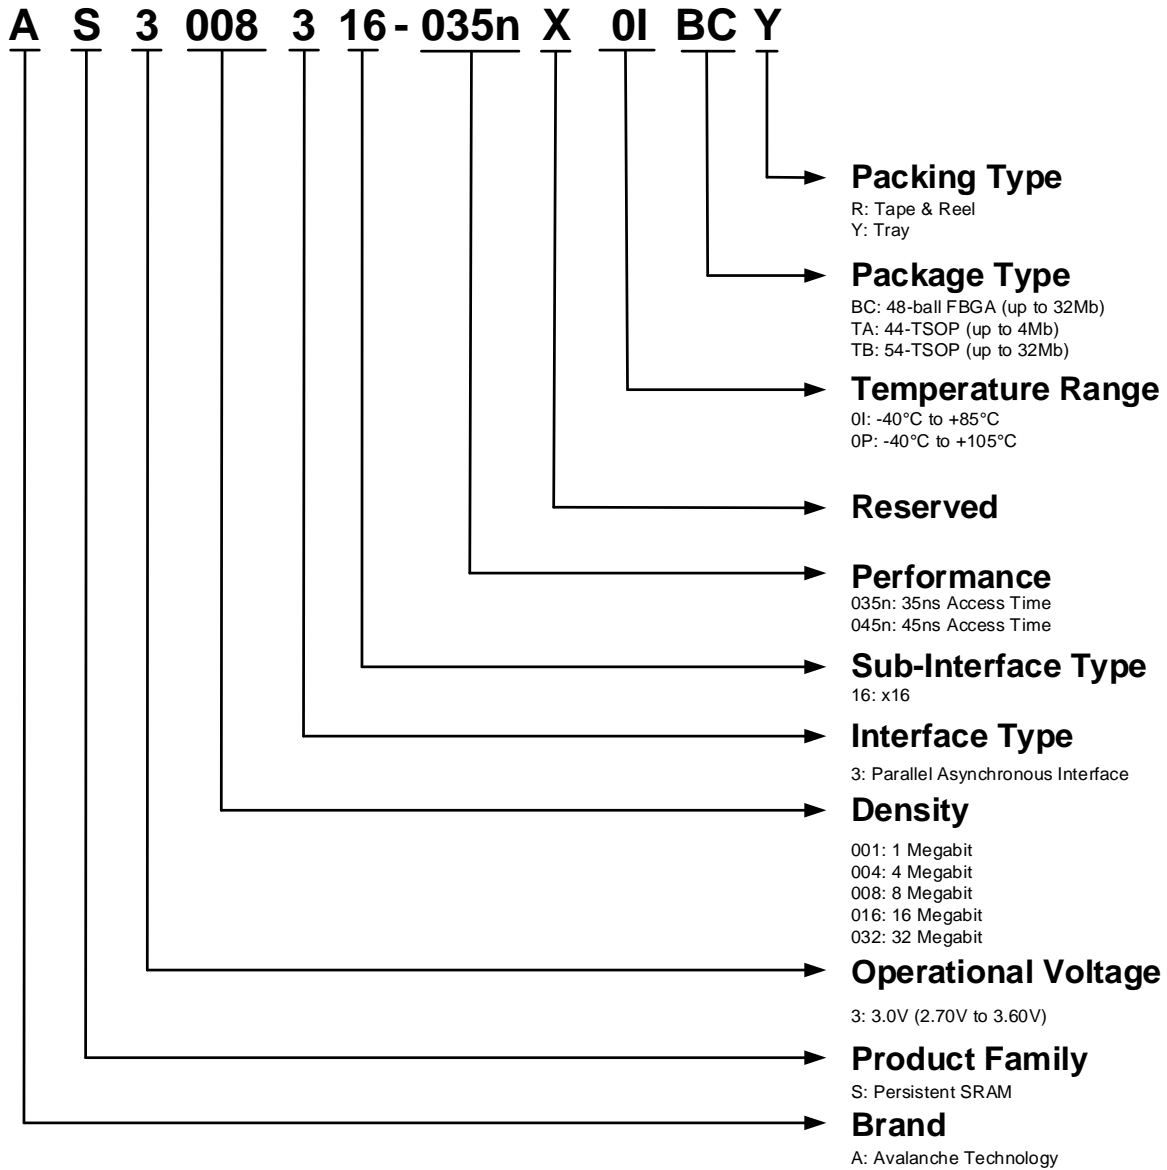 A S 3 008 3 16 - 035n X 0I BC Y
Packing Type
R: Tape & Reel
Y: Tray
Package Type
BC: 48-ball FBGA (up to 32Mb)
TA: 44-TSOP (up to 4Mb)
TB: 54-TSOP (up to 32Mb)
Temperature Range
0I: -40°C to +85°C
0P: -40°C to +105°C
Reserved
Performance
035n: 35ns Access Time
045n: 45ns Access Time
Sub-Interface Type
16: x16
Interface Type
3: Parallel Asynchronous Interface
Density
001: 1 Megabit
004: 4 Megabit
008: 8 Megabit
016: 16 Megabit
032: 32 Megabit
Operational Voltage
3: 3.0V (2.70V to 3.60V)
Product Family
S: Persistent SRAM
Brand
A: Avalanche Technology